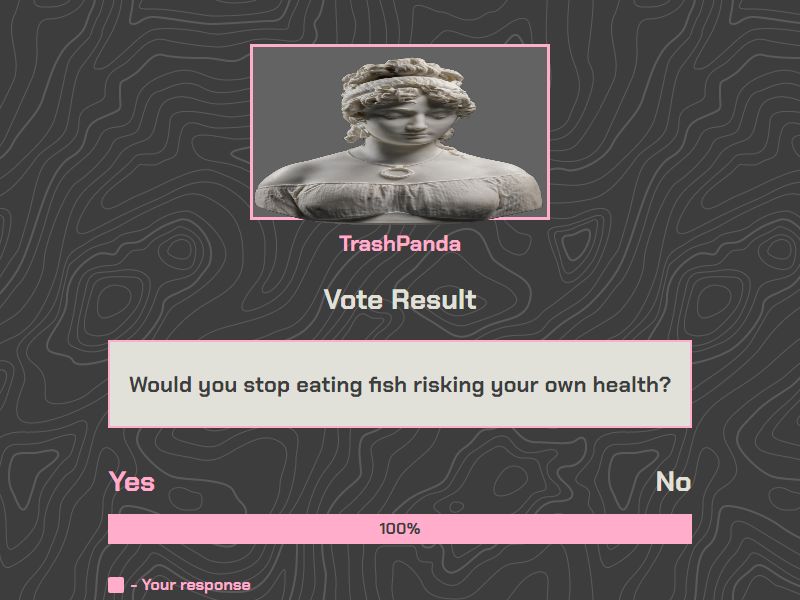 TrashPanda
Vote Result
Would you stop eating fish risking your own health?
Yes
No
100%
- Your response